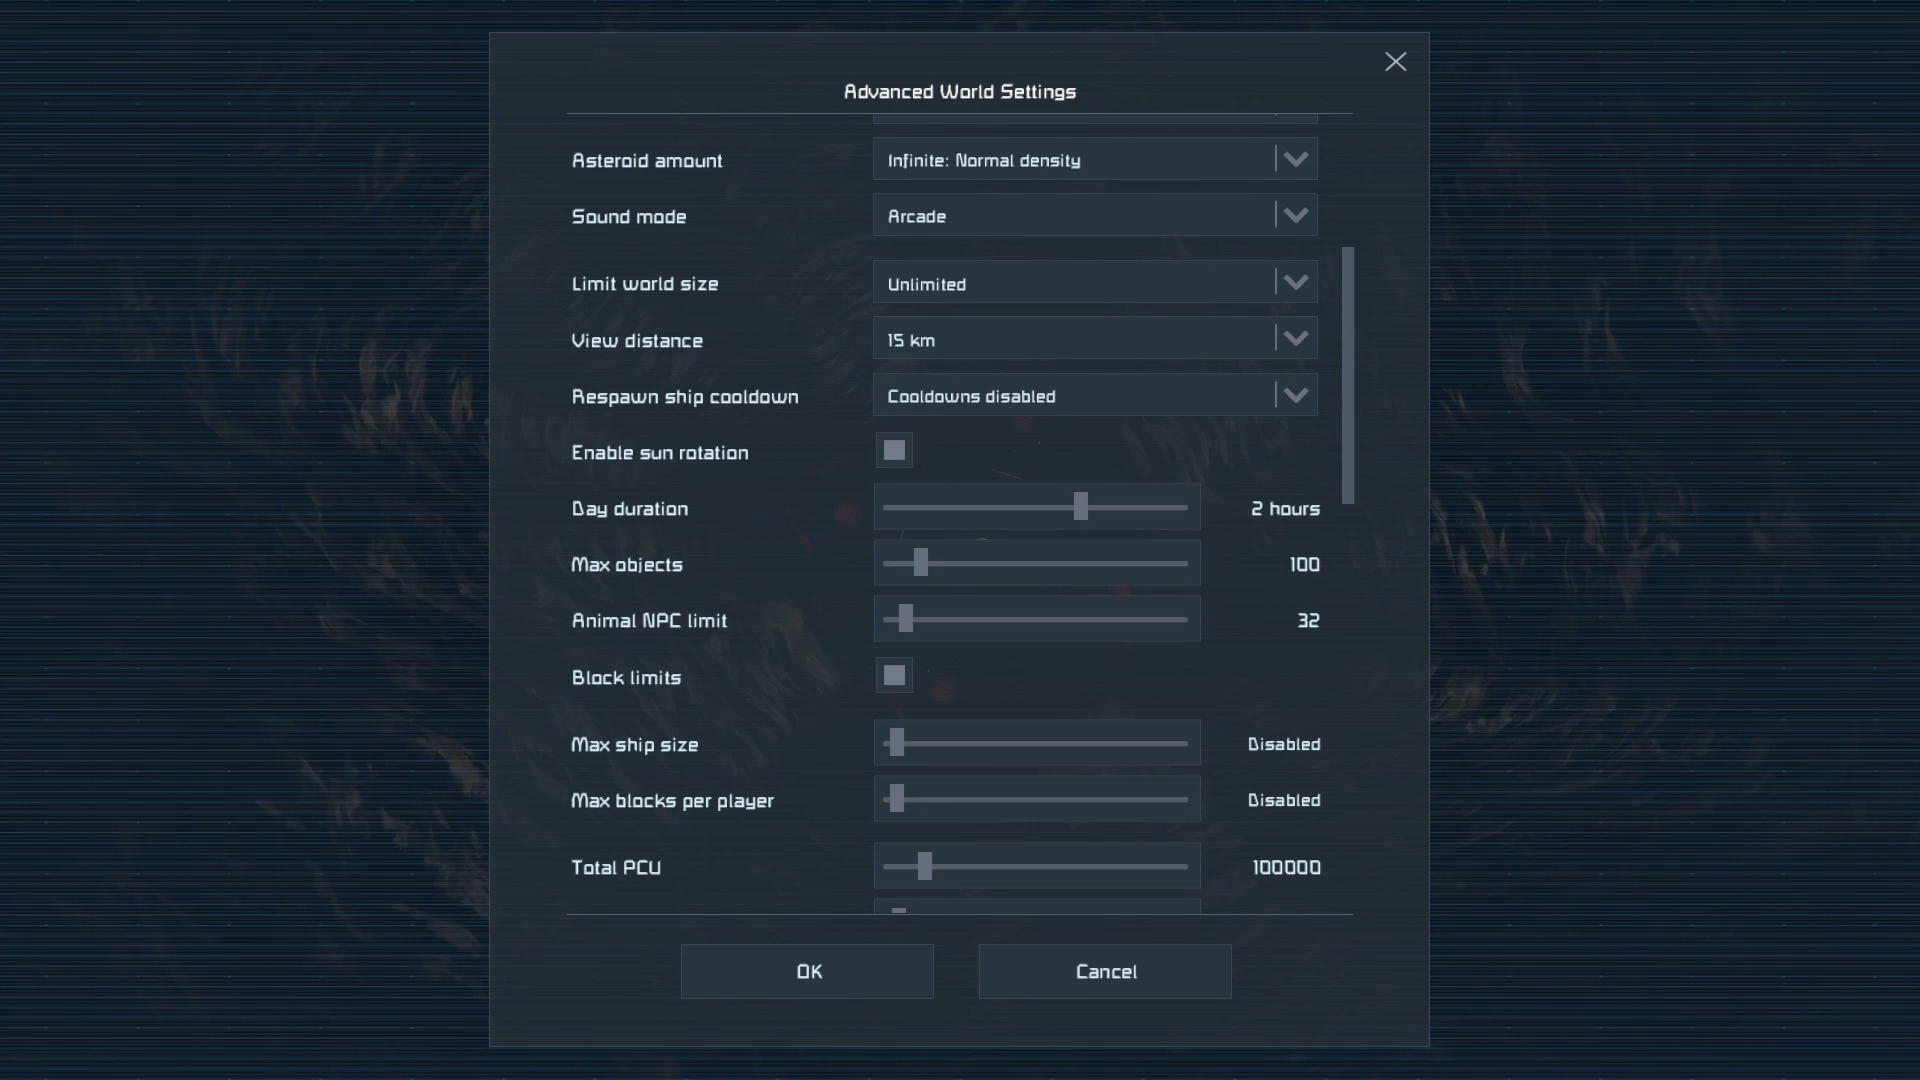 Advanced World Settings
Asteroid amount Infinite: Normal density
Sound mode Arcade
Limit world size Unlimited
View distance 15 km
Respawn ship cooldown Cooldowns disabled
Enable sun rotation
Day duration 2 hours
Max objects 100
Animal NPC limit 32
Block limits
Max ship size Disabled
Max blocks per player Disabled
Total PCU 100000
OK Cancel